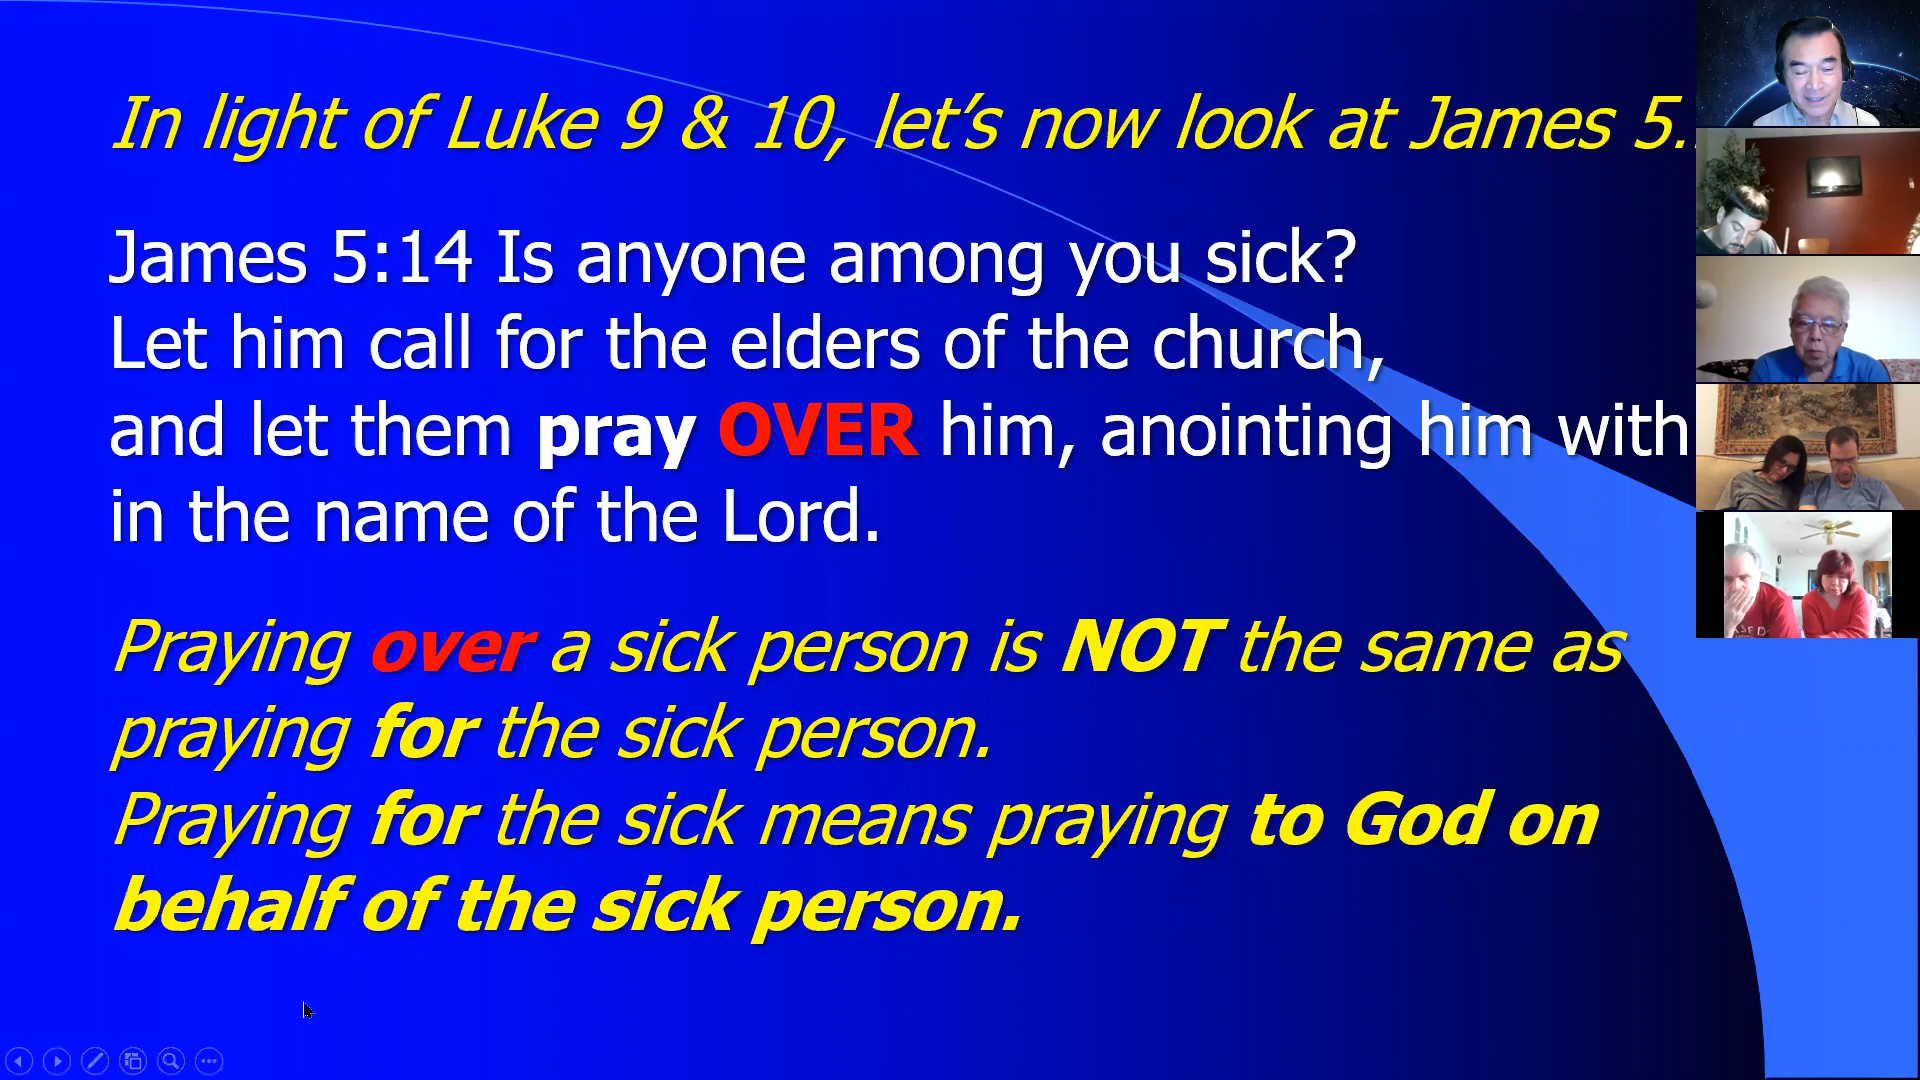 In light of Luke 9 & 10, let’s now look at James 5.
James 5:14 Is anyone among you sick?
Let him call for the elders of the church,
and let them pray OVER him, anointing him with
in the name of the Lord.
Praying over a sick person is NOT the same as
praying for the sick person.
Praying for the sick means praying to God on
behalf of the sick person.